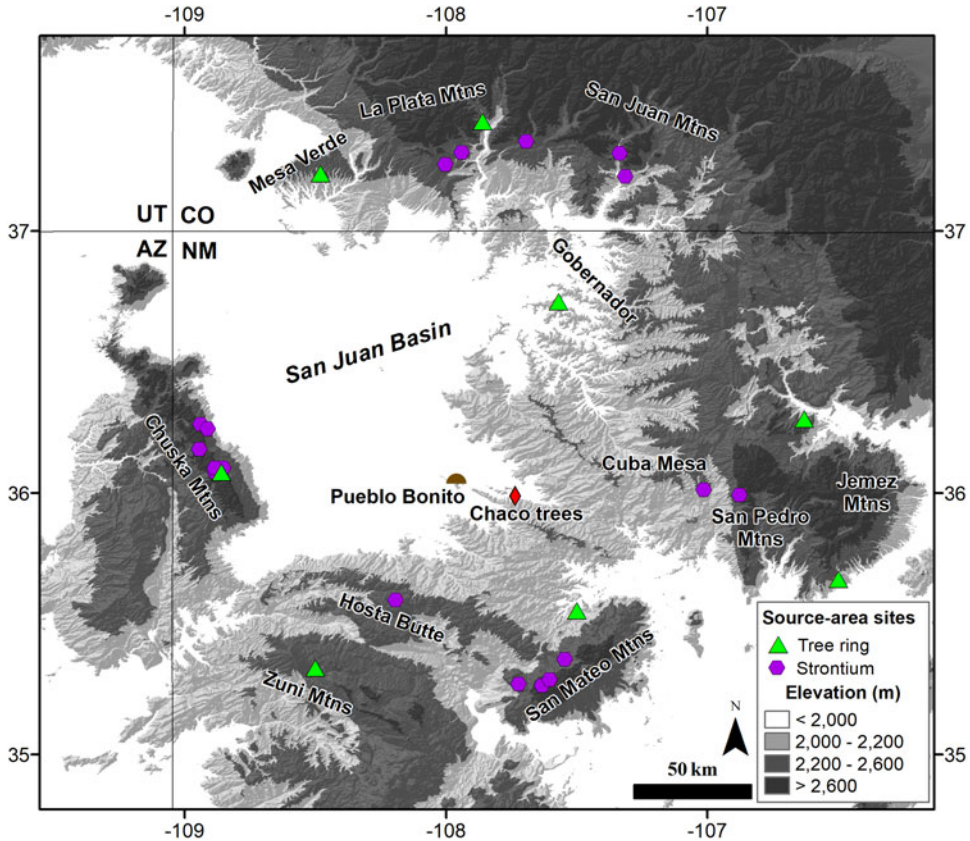 -109
-108
-107
La Plata Mtns
San Juan Mtns
Mesa Verde
UT
CO
37
37
AZ
NM
Gobernador
San Juan Basin
Chuska Mtns
Cuba Mesa
Jemez
Mtns
36
Pueblo Bonito
Chaco trees
San Pedro
Mtns
36
Hosta Butte
San Mateo Mtns
Zuni Mtns
Source-area sites
Tree ring
Strontium
Elevation (m)
< 2,000
2,000 - 2,200
2,200 - 2,600
> 2,600
N
35
35
50 km
-109
-108
-107